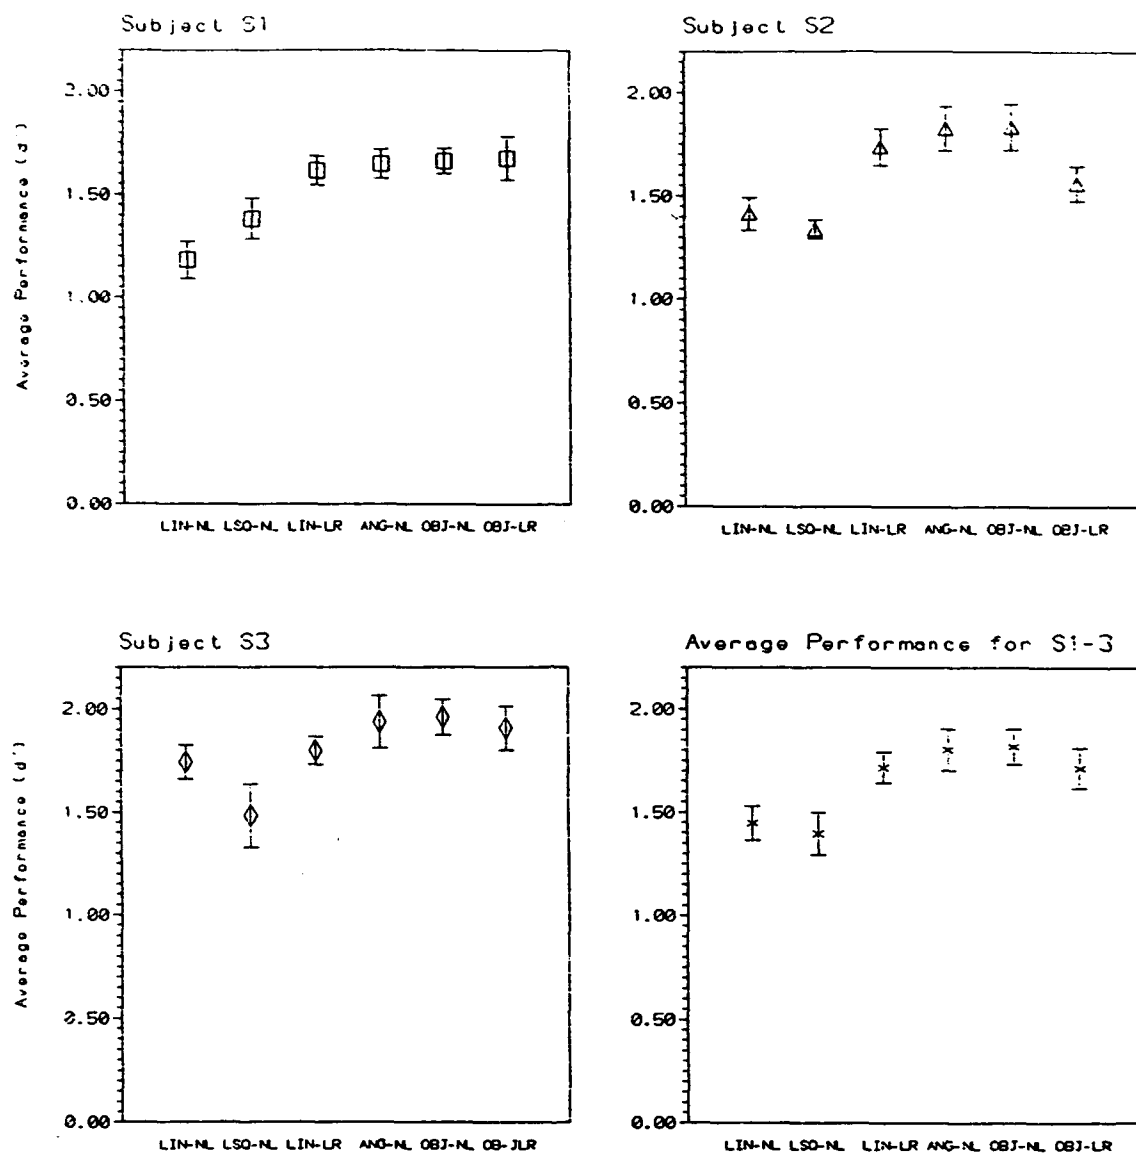 Subject S1
Average Performance (d')
2.00
1.50
1.00
0.50
0.00
LIN-NL LSQ-NL LIN-LR ANG-NL OBJ-NL OBJ-LR
Subject S2
2.00
1.50
1.00
0.50
0.00
LIN-NL LSQ-NL LIN-LR ANG-NL OBJ-NL OBJ-LR
Subject S3
Average Performance (d')
2.00
1.50
1.00
0.50
0.00
LIN-NL LSQ-NL LIN-LR ANG-NL OBJ-NL OB-JLR
Average Performance for S1-3
2.00
1.50
1.00
0.50
0.00
LIN-NL LSQ-NL LIN-LR ANG-NL OBJ-NL OBJ-LR